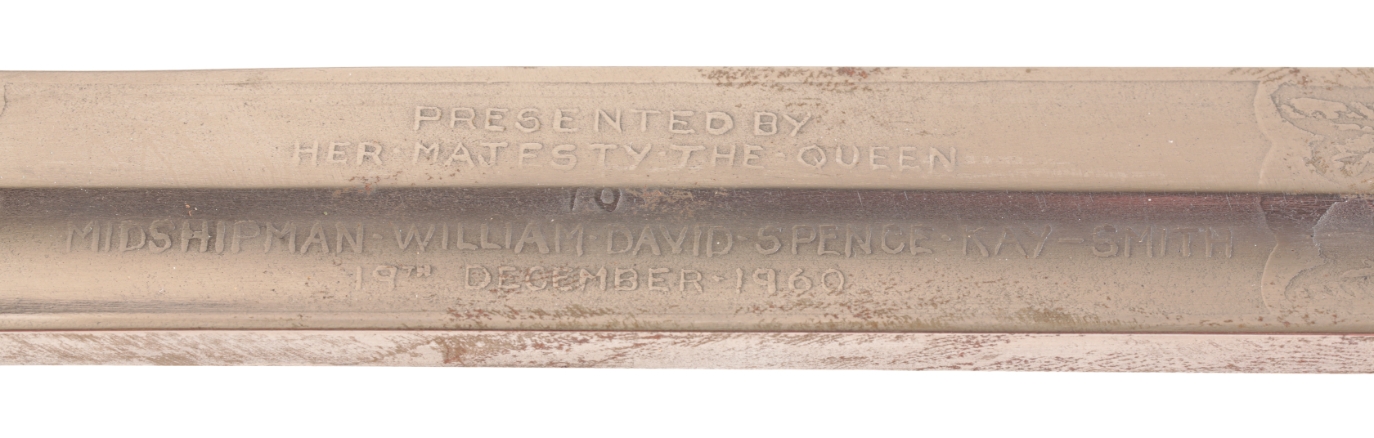 PRESENTED BY
HER·MAJESTY·THE·QUEEN
TO
MIDSHIPMAN·WILLIAM·DAVID·SPENCE·KAY-SMITH
19TH DECEMBER·1960